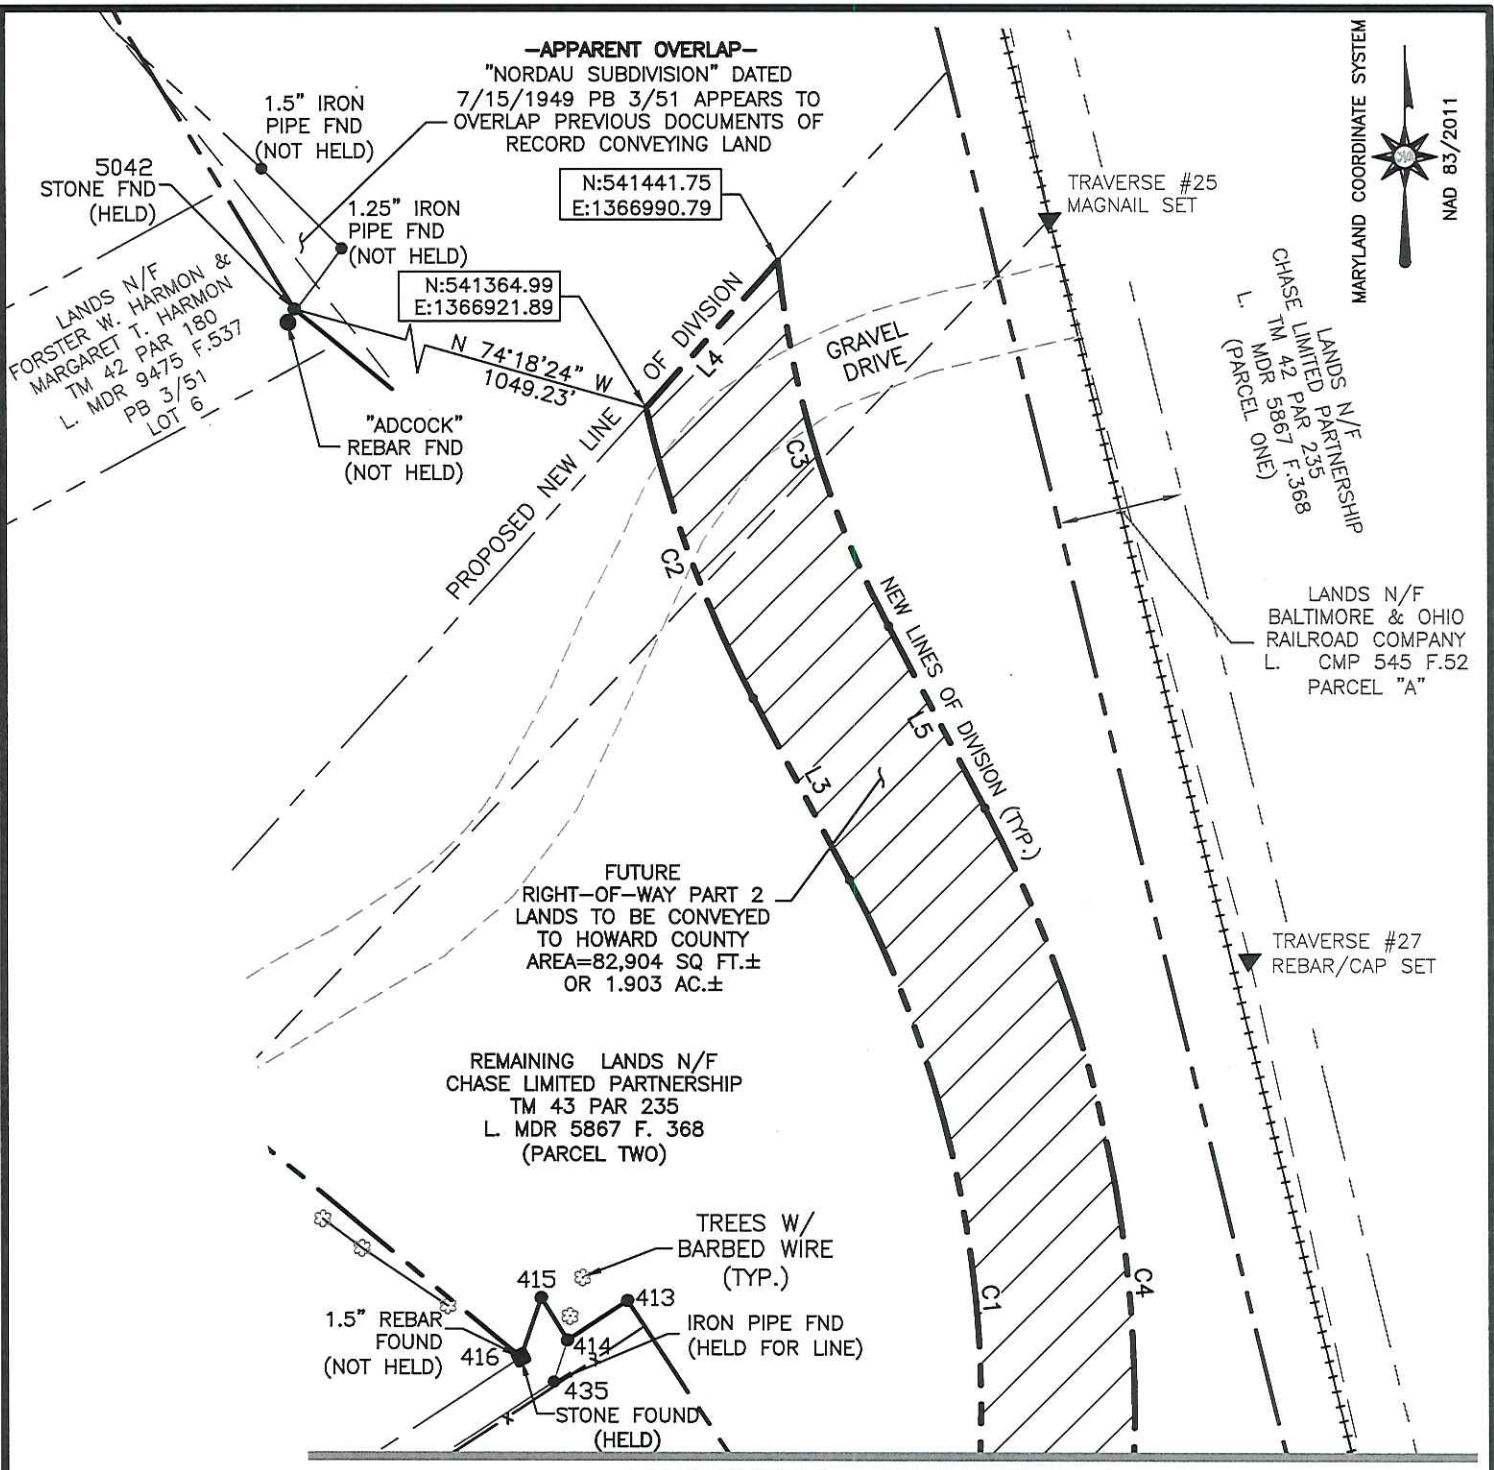 -APPARENT OVERLAP-
"NORDAU SUBDIVISION" DATED
7/15/1949 PB 3/51 APPEARS TO
OVERLAP PREVIOUS DOCUMENTS OF
RECORD CONVEYING LAND
1.5" IRON
PIPE FND
(NOT HELD)
5042
STONE FND
(HELD)
1.25" IRON
PIPE FND
(NOT HELD)
N:541441.75
E:1366990.79
N:541364.99
E:1366921.89
TRAVERSE #25
MAGNAIL SET
MARYLAND COORDINATE SYSTEM
NAD 83/2011
LANDS N/F
FORSTER W. HARMON &
MARGARET T. HARMON
TM 42 PAR 180
L. MDR 9475 F.537
PB 3/51
LOT 6
N 74°18'24" W
1049.23'
"ADCOCK"
REBAR FND
(NOT HELD)
PROPOSED NEW LINE OF DIVISION
L4
GRAVEL
DRIVE
C3
C2
LANDS N/F
CHASE LIMITED PARTNERSHIP
TM 42 PAR 235
L. MDR 5867 F.368
(PARCEL ONE)
NEW LINES OF DIVISION (TYP.)
L5
L3
LANDS N/F
BALTIMORE & OHIO
RAILROAD COMPANY
L. CMP 545 F.52
PARCEL "A"
FUTURE
RIGHT-OF-WAY PART 2
LANDS TO BE CONVEYED
TO HOWARD COUNTY
AREA=82,904 SQ FT.±
OR 1.903 AC.±
TRAVERSE #27
REBAR/CAP SET
REMAINING LANDS N/F
CHASE LIMITED PARTNERSHIP
TM 43 PAR 235
L. MDR 5867 F. 368
(PARCEL TWO)
TREES W/
BARBED WIRE
(TYP.)
415
413
1.5" REBAR
FOUND
(NOT HELD)
416
414
IRON PIPE FND
(HELD FOR LINE)
435
STONE FOUND
(HELD)
C1
C4